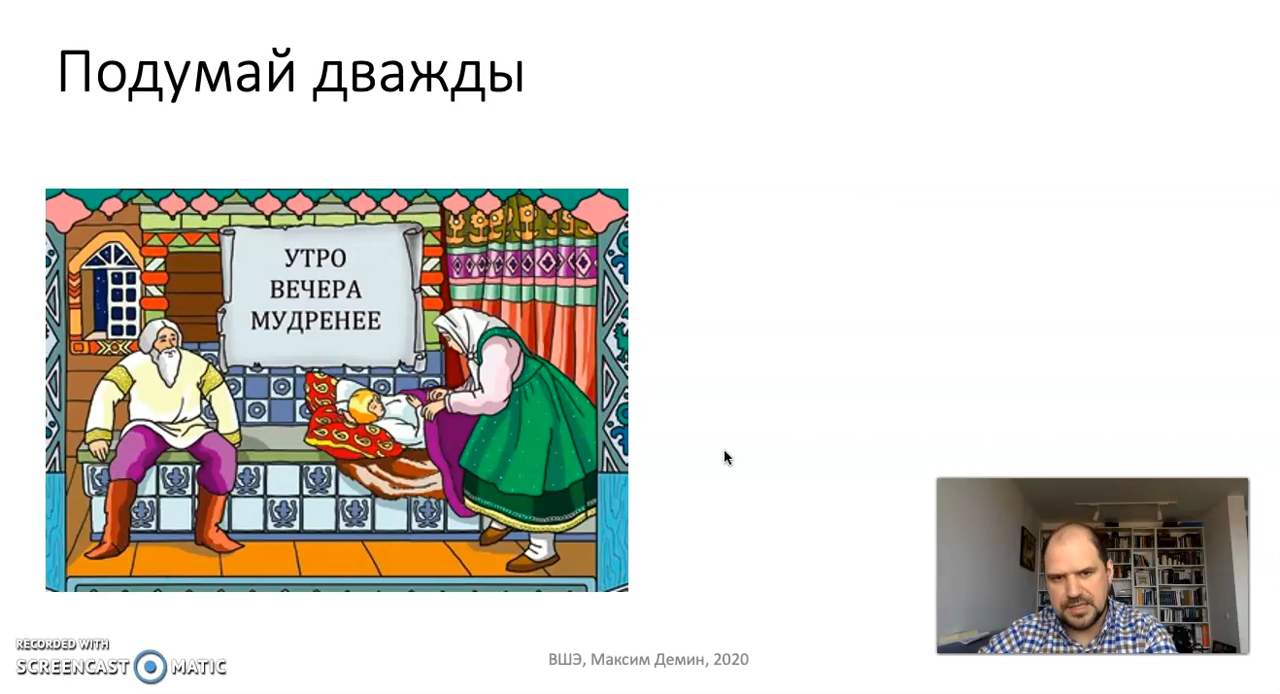 Подумай дважды
УТРО
ВЕЧЕРА
МУДРЕНЕЕ
RECORDED WITH
SCREENCAST MATIC
ВШЭ, Максим Демин, 2020